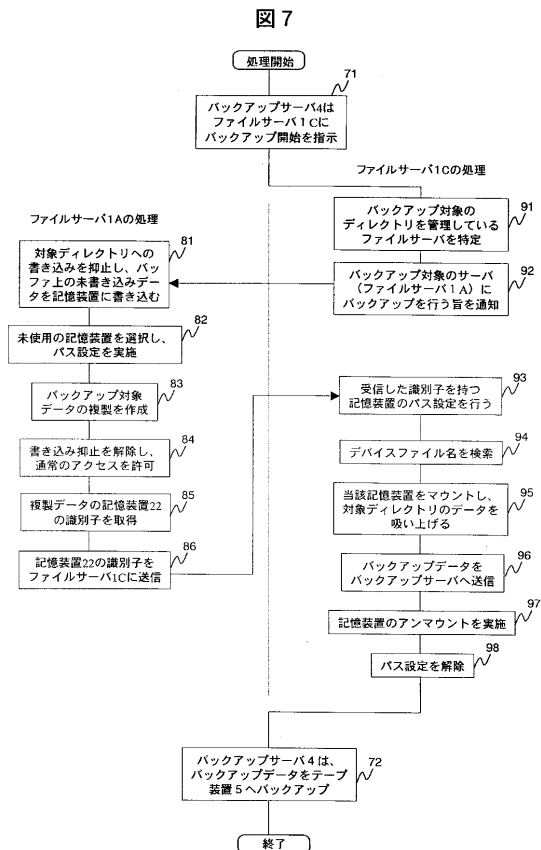 図7
処理開始
71
バックアップサーバ4は
ファイルサーバ1Cに
バックアップ開始を指示
ファイルサーバ1Cの処理
91
バックアップ対象の
ディレクトリを管理している
ファイルサーバを特定
92
バックアップ対象のサーバ
(ファイルサーバ1A)に
バックアップを行う旨を通知
ファイルサーバ1Aの処理
81
対象ディレクトリへの
書き込みを抑止し、バッ
ファ上の未書き込みデー
タを記憶装置に書き込む
82
未使用の記憶装置を選択し、
パス設定を実施
83
バックアップ対象
データの複製を作成
84
書き込み抑止を解除し、
通常のアクセスを許可
85
複製データの記憶装置22
の識別子を取得
86
記憶装置22の識別子を
ファイルサーバ1Cに送信
93
受信した識別子を持つ
記憶装置のパス設定を行う
94
デバイスファイル名を検索
95
当該記憶装置をマウントし、
対象ディレクトリのデータを
吸い上げる
96
バックアップデータを
バックアップサーバへ送信
97
記憶装置のアンマウントを実施
98
パス設定を解除
72
バックアップサーバ4は、
バックアップデータをテープ
装置5へバックアップ
終了